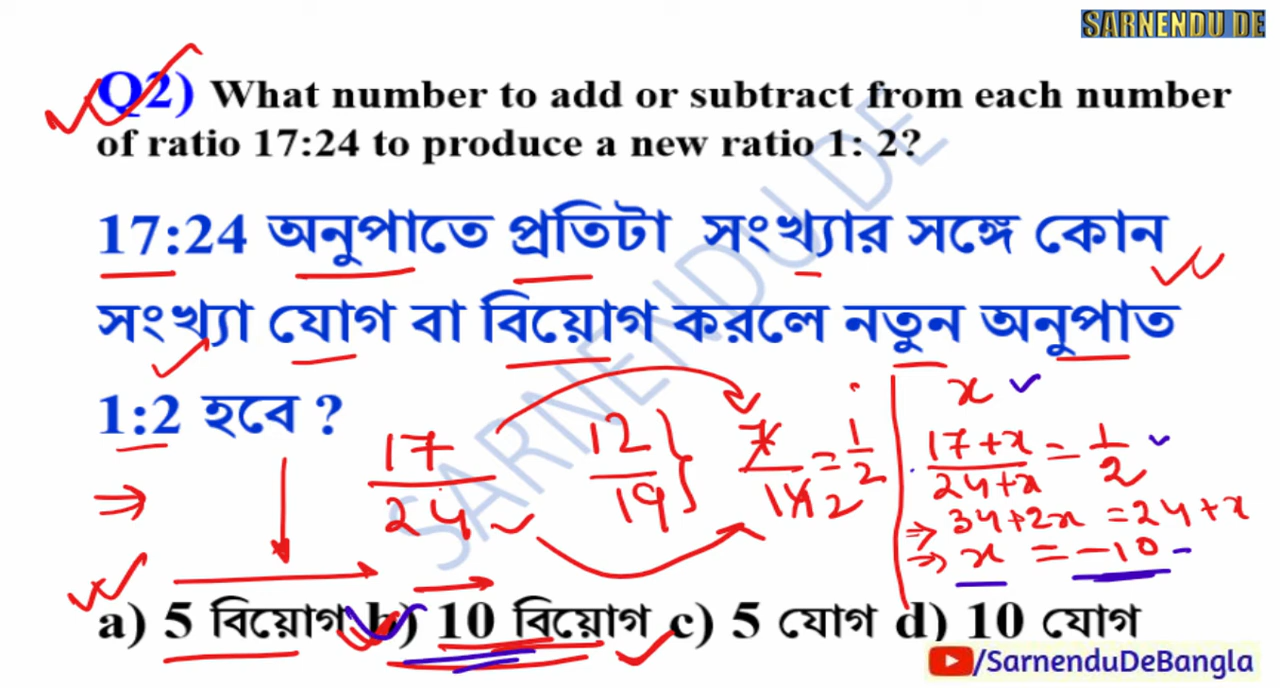 SARNENDU DE
Q2) What number to add or subtract from each number
of ratio 17:24 to produce a new ratio 1: 2?
17:24 অনুপাতে প্রতিটা সংখ্যার সঙ্গে কোন
সংখ্যা যোগ বা বিয়োগ করলে নতুন অনুপাত
1:2 হবে ?
17/24 12/19 } 7/14 2 = 1/2
x
17+x/24+x = 1/2
⇒ 34+2x = 24+x
⇒ x = -10
a) 5 বিয়োগ b) 10 বিয়োগ c) 5 যোগ d) 10 যোগ
/SarnenduDeBangla
SARNENDU DE